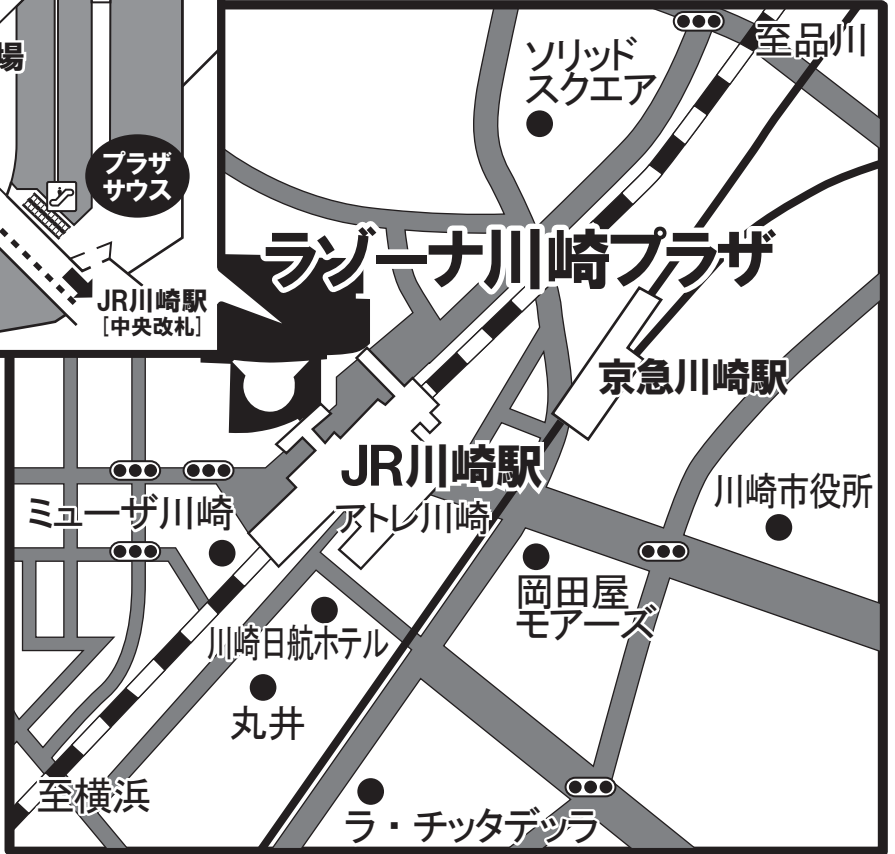 場
プラザ
サウス
JR川崎駅
[中央改札]
至品川
ソリッド
スクエア
ラゾーナ川崎プラザ
京急川崎駅
JR川崎駅
アトレ川崎
川崎市役所
ミューザ川崎
岡田屋
モアーズ
川崎日航ホテル
丸井
至横浜
ラ・チッタデッラ